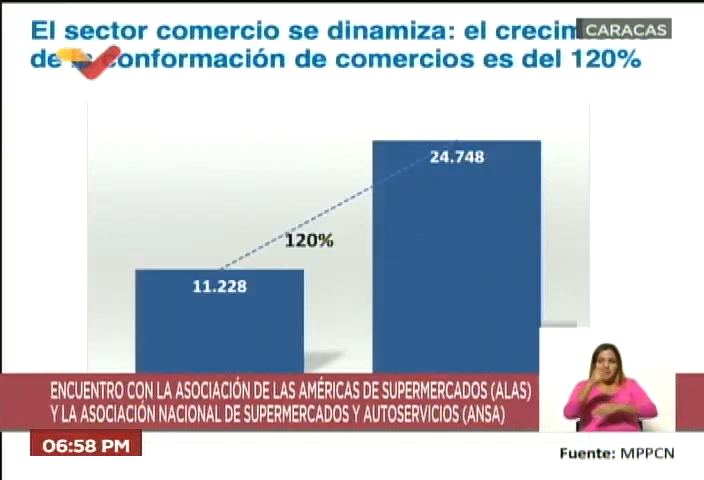 El sector comercio se dinamiza: el
CARACAS
de la conformación de comercios es del 120%
24.748
120%
11.228
ENCUENTRO CON LA ASOCIACIÓN DE LAS AMÉRICAS DE SUPERMERCADOS (ALAS)
Y LA ASOCIACIÓN NACIONAL DE SUPERMERCADOS Y AUTOSERVICIOS (ANSA)
06:58 PM
Fuente: MPPCN